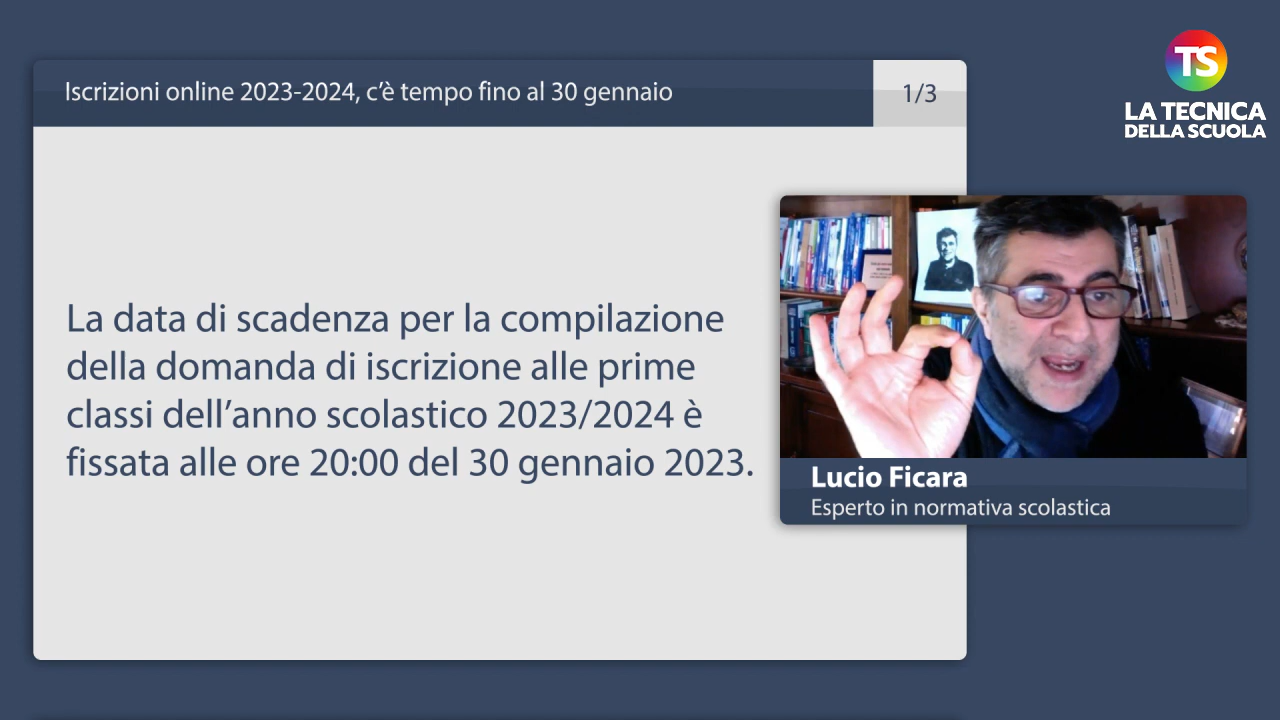 Iscrizioni online 2023-2024, c’è tempo fino al 30 gennaio
1/3
TS
LA TECNICA
DELLA SCUOLA
La data di scadenza per la compilazione
della domanda di iscrizione alle prime
classi dell’anno scolastico 2023/2024 è
fissata alle ore 20:00 del 30 gennaio 2023.
Lucio Ficara
Esperto in normativa scolastica